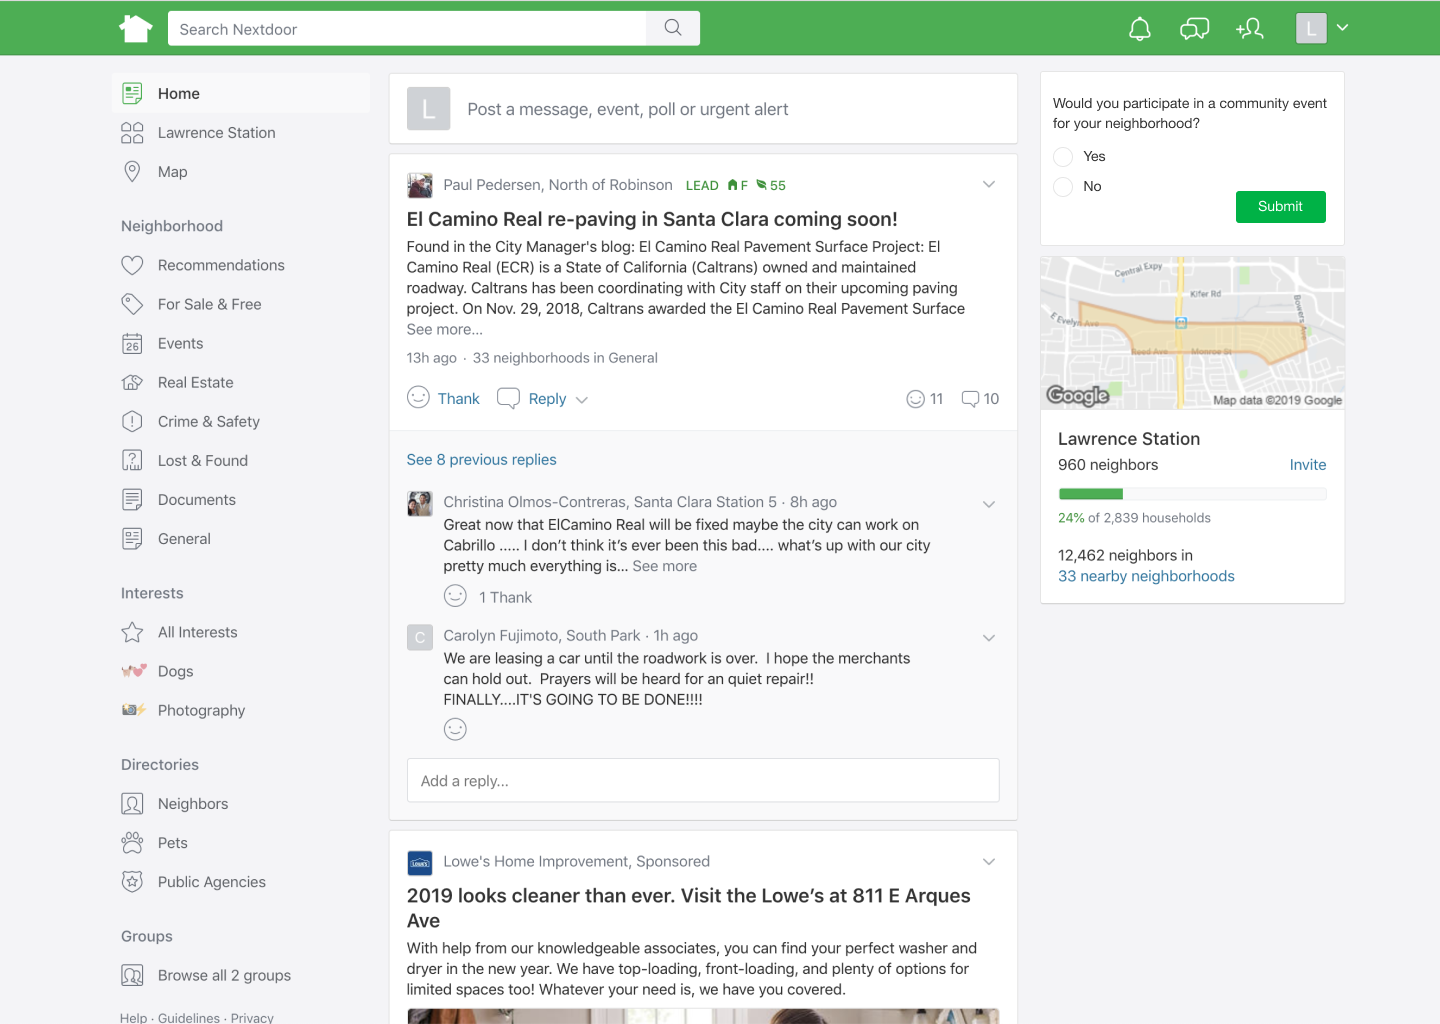 Search Nextdoor
L
Home
Lawrence Station
Map
Neighborhood
Recommendations
For Sale & Free
26
Events
Real Estate
Crime & Safety
Lost & Found
Documents
General
Interests
All Interests
Dogs
Photography
Directories
Neighbors
Pets
Public Agencies
Groups
Browse all 2 groups
Help · Guidelines · Privacy
L
Post a message, event, poll or urgent alert
Paul Pedersen, North of Robinson LEAD F 55
El Camino Real re-paving in Santa Clara coming soon!
Found in the City Manager's blog: El Camino Real Pavement Surface Project: El
Camino Real (ECR) is a State of California (Caltrans) owned and maintained
roadway. Caltrans has been coordinating with City staff on their upcoming paving
project. On Nov. 29, 2018, Caltrans awarded the El Camino Real Pavement Surface
See more...
13h ago · 33 neighborhoods in General
Thank Reply 11 10
See 8 previous replies
Christina Olmos-Contreras, Santa Clara Station 5 · 8h ago
Great now that ElCamino Real will be fixed maybe the city can work on
Cabrillo ..... I don't think it's ever been this bad.... what's up with our city
pretty much everything is... See more
1 Thank
C
Carolyn Fujimoto, South Park · 1h ago
We are leasing a car until the roadwork is over.  I hope the merchants
can hold out.  Prayers will be heard for an quiet repair!!
FINALLY....IT'S GOING TO BE DONE!!!!
Add a reply...
LOWE'S
Lowe's Home Improvement, Sponsored
2019 looks cleaner than ever. Visit the Lowe’s at 811 E Arques
Ave
With help from our knowledgeable associates, you can find your perfect washer and
dryer in the new year. We have top-loading, front-loading, and plenty of options for
limited spaces too! Whatever your need is, we have you covered.
Would you participate in a community event
for your neighborhood?
Yes
No
Submit
Central Expy
Kifer Rd
Bowers Ave
E Evelyn Ave
Reed Ave
Monroe St
Google
Map data ©2019 Google
Lawrence Station
960 neighbors
Invite
24% of 2,839 households
12,462 neighbors in
33 nearby neighborhoods